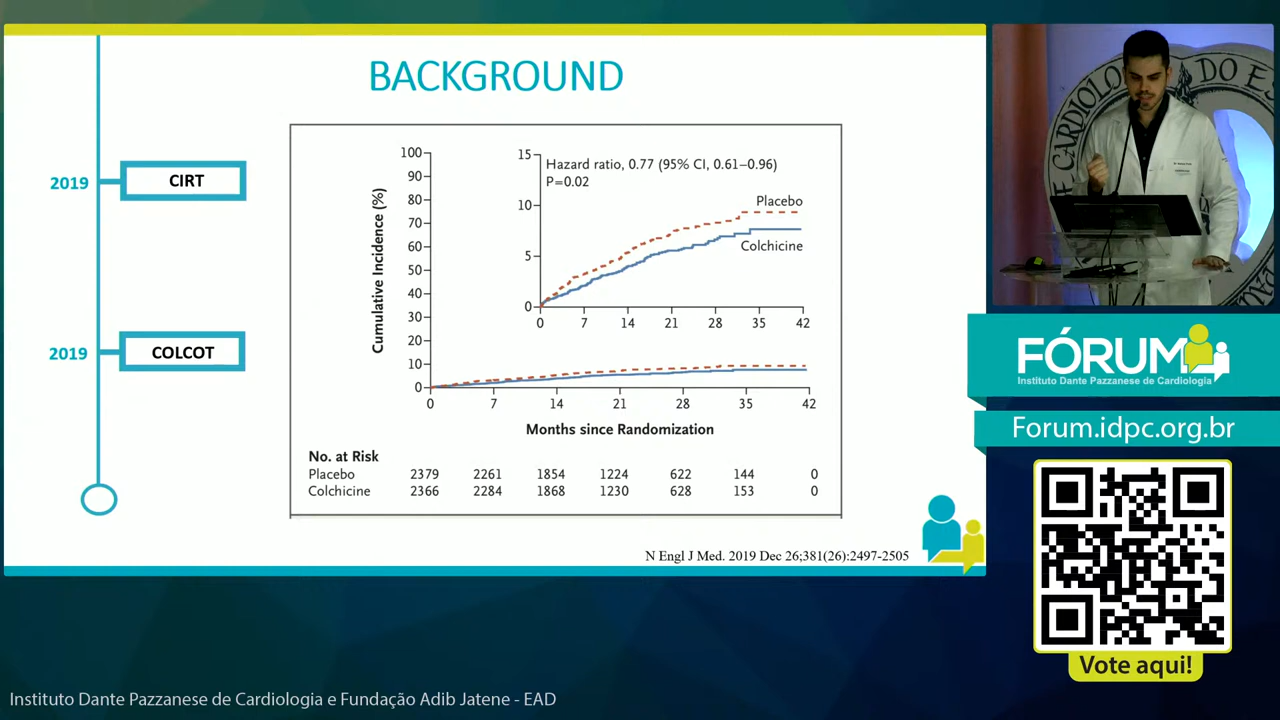 BACKGROUND
2019
CIRT
2019
COLCOT
Cumulative Incidence (%)
100
90
80
70
60
50
40
30
20
10
0
0 7 14 21 28 35 42
Months since Randomization
15
10
5
0
0 7 14 21 28 35 42
Hazard ratio, 0.77 (95% CI, 0.61–0.96)
P=0.02
Placebo
Colchicine
No. at Risk
Placebo 2379 2261 1854 1224 622 144 0
Colchicine 2366 2284 1868 1230 628 153 0
N Engl J Med. 2019 Dec 26;381(26):2497-2505
CARDIOLO DO ES
FÓRUM
Instituto Dante Pazzanese de Cardiologia
Forum.idpc.org.br
Vote aqui!
Instituto Dante Pazzanese de Cardiologia e Fundação Adib Jatene - EAD